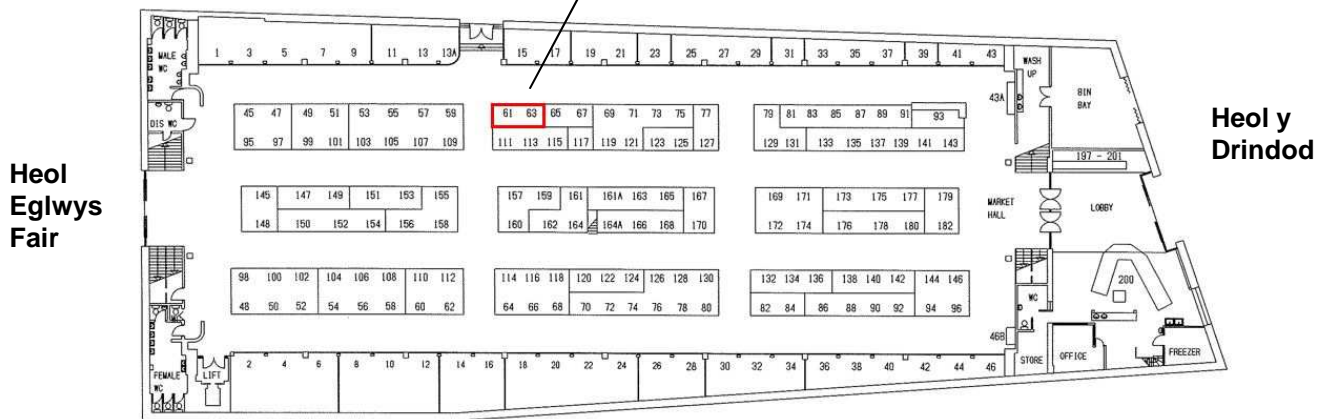 1 3 5 7 9 11 13 13A 15 17 19 21 23 25 27 29 31 33 35 37 39 41 43
MALE
WC
WASH
UP
BIN
BAY
43A
DIS WC
45 47 49 51 53 55 57 59 61 63 65 67 69 71 73 75 77 79 81 83 85 87 89 91 93
95 97 99 101 103 105 107 109 111 113 115 117 119 121 123 125 127 129 131 133 135 137 139 141 143
197 - 201
Heol y
Drindod
Heol
Eglwys
Fair
145 147 149 151 153 155 157 159 161 161A 163 165 167 169 171 173 175 177 179
148 150 152 154 156 158 160 162 164 164A 166 168 170 172 174 176 178 180 182
MARKET
HALL
LOBBY
98 100 102 104 106 108 110 112 114 116 118 120 122 124 126 128 130 132 134 136 138 140 142 144 146
48 50 52 54 56 58 60 62 64 66 68 70 72 74 76 78 80 82 84 86 88 90 92 94 96
WC
200
46B
STORE
OFFICE
FREEZER
FEMALE
WC
LIFT
2 4 6 8 10 12 14 16 18 20 22 24 26 28 30 32 34 36 40 42 44 46